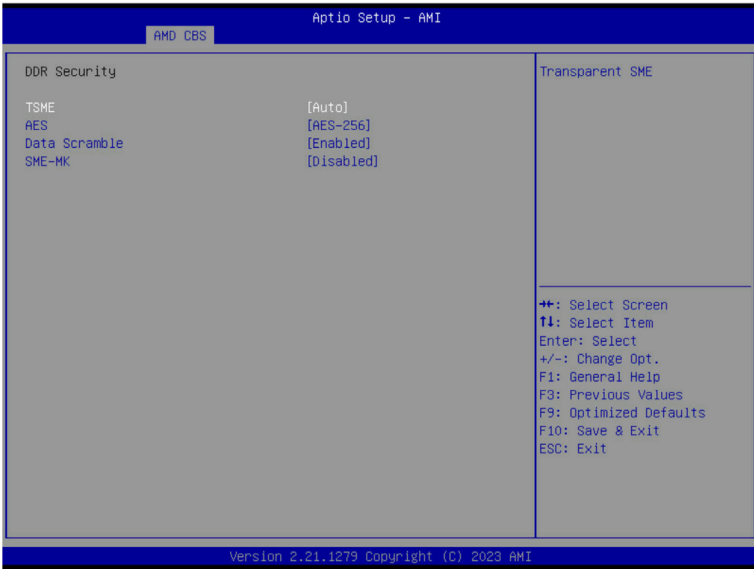 Aptio Setup – AMI
AMD CBS
DDR Security
TSME [Auto]
AES [AES-256]
Data Scramble [Enabled]
SME-MK [Disabled]
Transparent SME
→←: Select Screen
↑↓: Select Item
Enter: Select
+/-: Change Opt.
F1: General Help
F3: Previous Values
F9: Optimized Defaults
F10: Save & Exit
ESC: Exit
Version 2.21.1279 Copyright (C) 2023 AMI